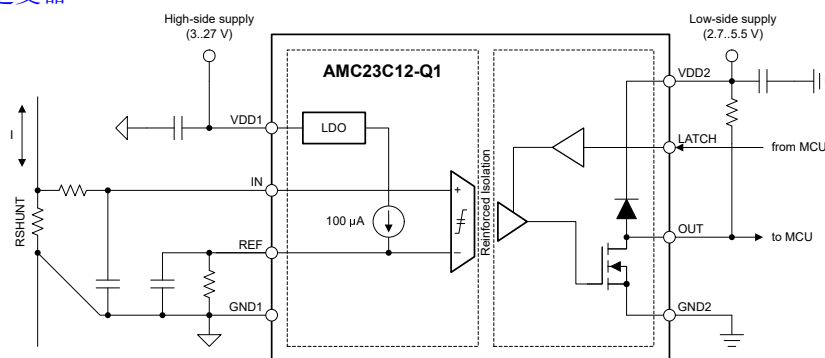 High-side supply
(3..27 V)
Low-side supply
(2.7..5.5 V)
AMC23C12-Q1
VDD1
LDO
VDD2
LATCH
from MCU
I
RSHUNT
IN
100 μA
Reinforced Isolation
OUT
to MCU
REF
GND1
GND2